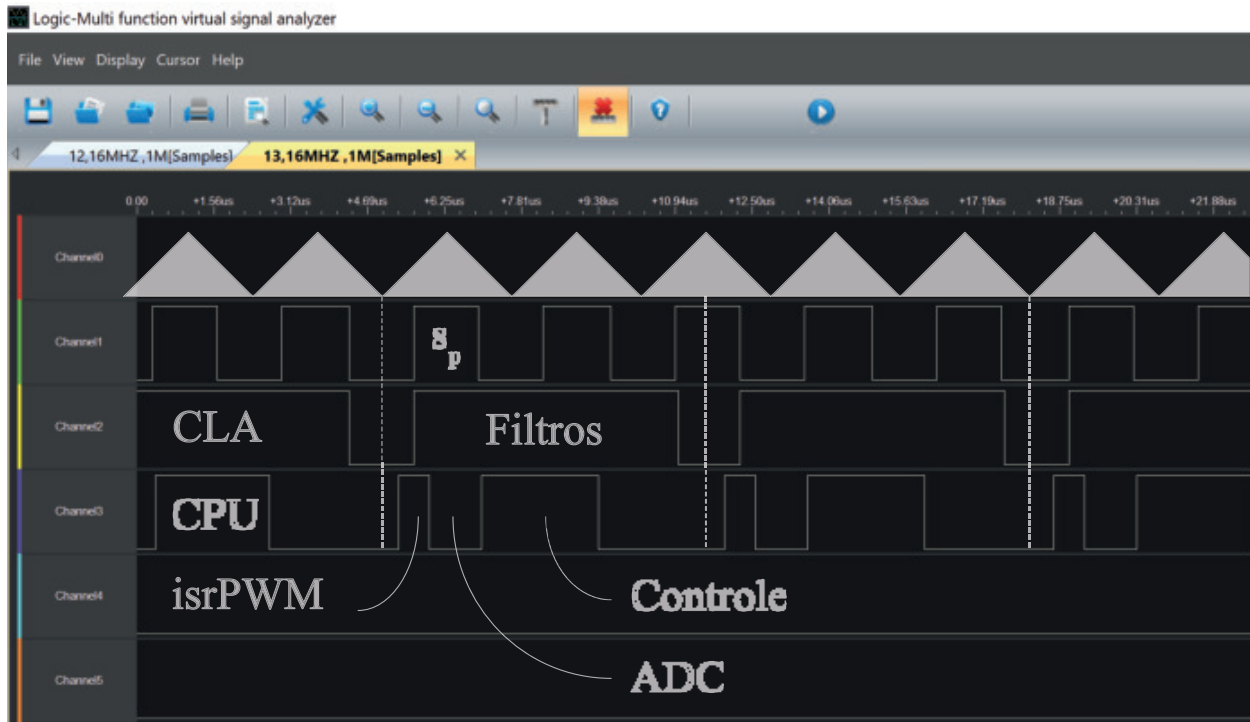 Logic-Multi function virtual signal analyzer
File View Display Cursor Help
12,16MHZ ,1M[Samples] 13,16MHZ ,1M[Samples] ×
0.00 +1.56us +3.12us +4.69us +6.25us +7.81us +9.38us +10.94us +12.50us +14.06us +15.63us +17.19us +18.75us +20.31us +21.88us
Channel0
Channel1
Sp
Channel2
CLA Filtros
Channel3
CPU
Channel4
isrPWM Controle
Channel5
ADC